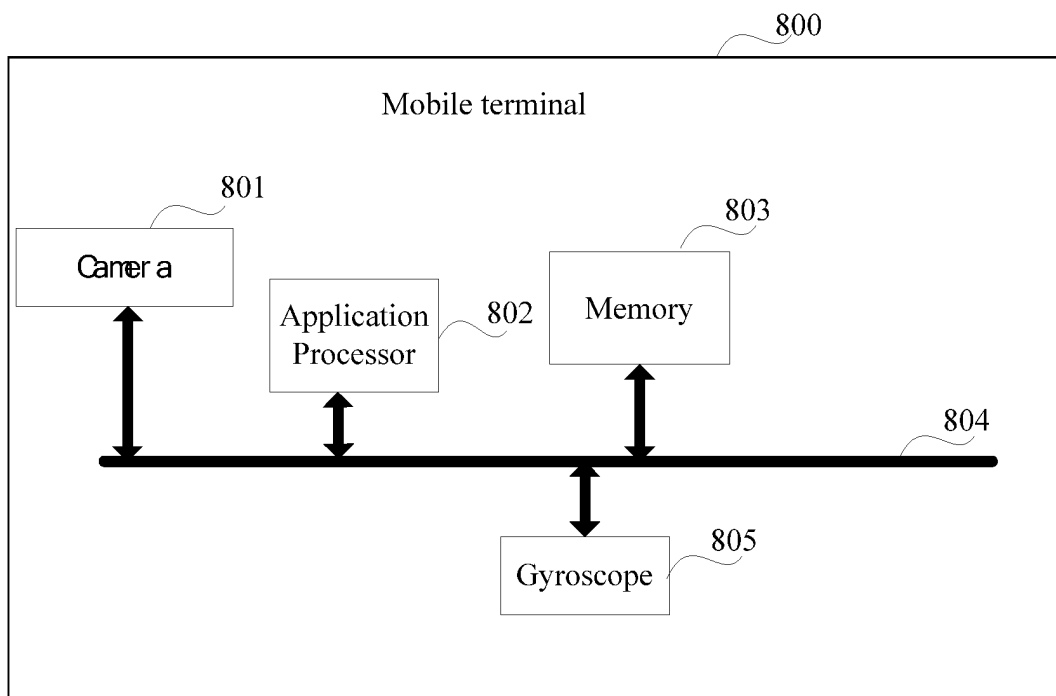 800
Mobile terminal
801
Camera
803
802
Application
Processor
Memory
804
805
Gyroscope